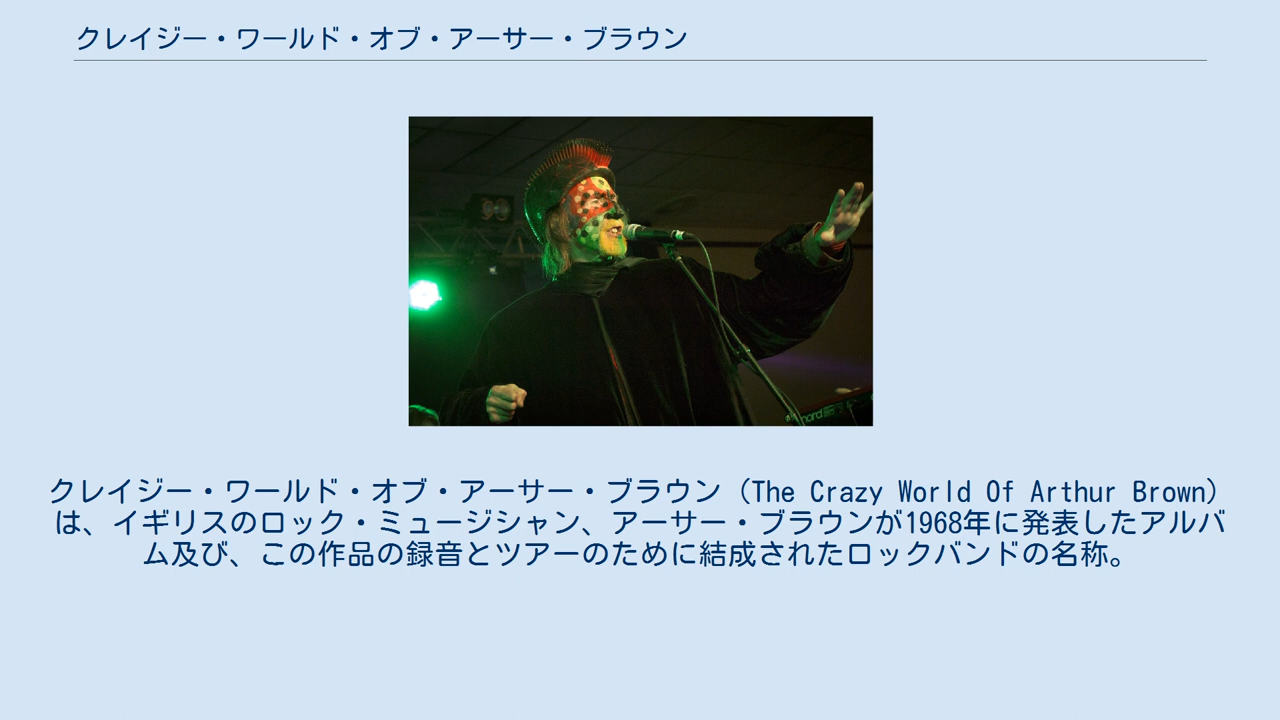 クレイジー・ワールド・オブ・アーサー・ブラウン
nord
クレイジー・ワールド・オブ・アーサー・ブラウン（The Crazy World Of Arthur Brown）
は、イギリスのロック・ミュージシャン、アーサー・ブラウンが1968年に発表したアルバ
ム及び、この作品の録音とツアーのために結成されたロックバンドの名称。